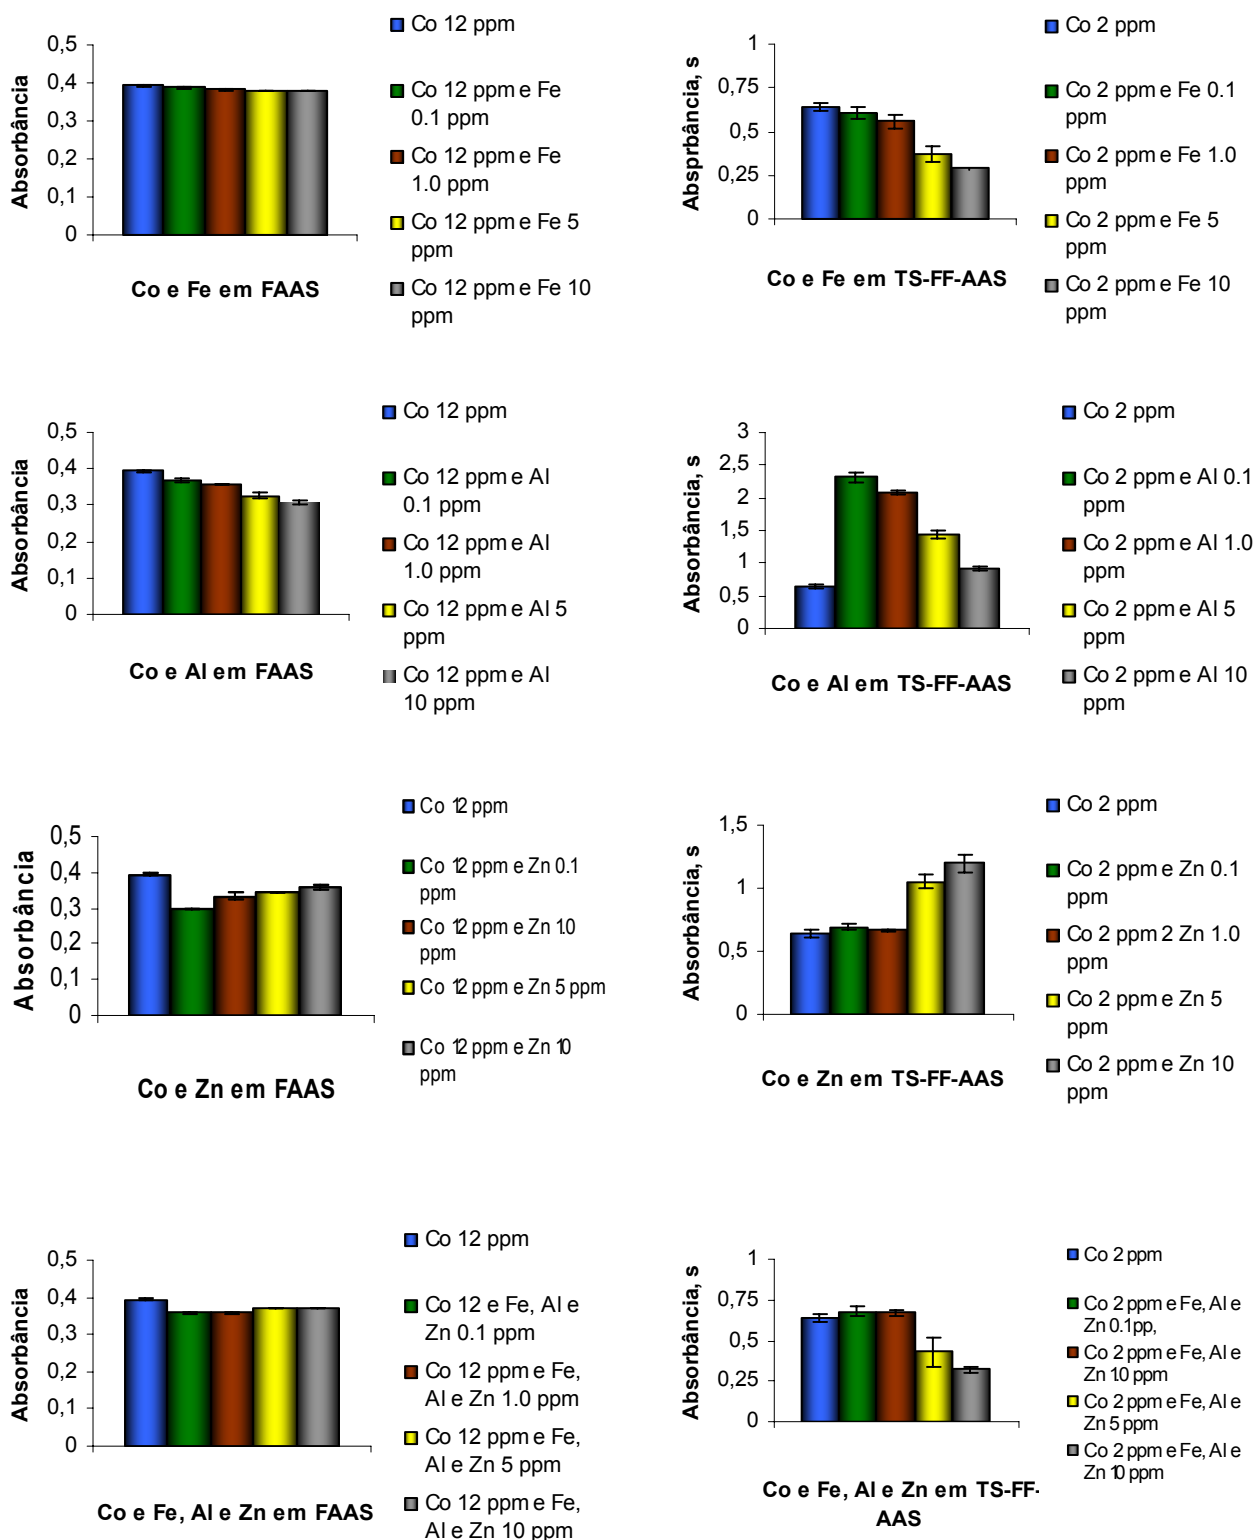 0,5
0,4
0,3
0,2
0,1
0
Absorbância
Co e Fe em FAAS
Co 12 ppm
Co 12 ppm e Fe
0.1 ppm
Co 12 ppm e Fe
1.0 ppm
Co 12 ppm e Fe 5
ppm
Co 12 ppm e Fe 10
ppm
1
0,75
0,5
0,25
0
Absprbância, s
Co e Fe em TS-FF-AAS
Co 2 ppm
Co 2 ppm e Fe 0.1
ppm
Co 2 ppm e Fe 1.0
ppm
Co 2 ppm e Fe 5
ppm
Co 2 ppm e Fe 10
ppm
0,5
0,4
0,3
0,2
0,1
0
Absorbância
Co e Al em FAAS
Co 12 ppm
Co 12 ppm e Al
0.1 ppm
Co 12 ppm e Al
1.0 ppm
Co 12 ppm e Al 5
ppm
Co 12 ppm e Al
10 ppm
3
2,5
2
1,5
1
0,5
0
Absorbância, s
Co e Al em TS-FF-AAS
Co 2 ppm
Co 2 ppm e Al 0.1
ppm
Co 2 ppm e Al 1.0
ppm
Co 2 ppm e Al 5
ppm
Co 2 ppm e Al 10
ppm
0,5
0,4
0,3
0,2
0,1
0
Absorbância
Co e Zn em FAAS
Co 12 ppm
Co 12 ppm e Zn 0.1
ppm
Co 12 ppm e Zn 1.0
ppm
Co 12 ppm e Zn 5 ppm
Co 12 ppm e Zn 10
ppm
1,5
1
0,5
0
Absorbância, s
Co e Zn em TS-FF-AAS
Co 2 ppm
Co 2 ppm e Zn 0.1
ppm
Co 2 ppm 2 Zn 1.0
ppm
Co 2 ppm e Zn 5
ppm
Co 2 ppm e Zn 10
ppm
0,5
0,4
0,3
0,2
0,1
0
Absorbância
Co e Fe, Al e Zn em FAAS
Co 12 ppm
Co 12 e Fe, Al e
Zn 0.1 ppm
Co 12 ppm e Fe,
Al e Zn 1.0 ppm
Co 12 ppm e Fe,
Al e Zn 5 ppm
Co 12 ppm e Fe,
Al e Zn 10 ppm
1
0,75
0,5
0,25
0
Absorbância, s
Co e Fe, Al e Zn em TS-FF-
AAS
Co 2 ppm
Co 2 ppm e Fe, Al e
Zn 0.1pp,
Co 2 ppm e Fe, Al e
Zn 1.0 ppm
Co 2 ppm e Fe, Al e
Zn 5 ppm
Co 2 ppm e Fe, Al e
Zn 10 ppm